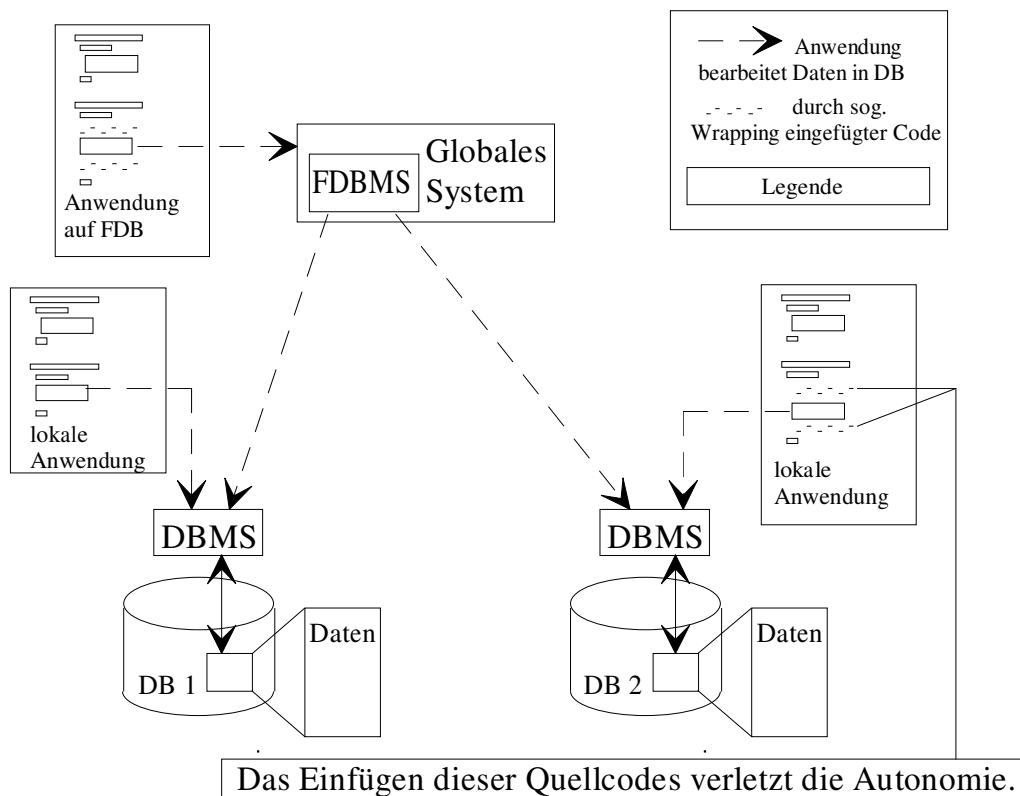 Anwendung
bearbeitet Daten in DB
durch sog.
Wrapping eingefügter Code
Legende
Globales
System
FDBMS
Anwendung
auf FDB
lokale
Anwendung
lokale
Anwendung
DBMS
DBMS
Daten
DB 1
Daten
DB 2
Das Einfügen dieser Quellcodes verletzt die Autonomie.